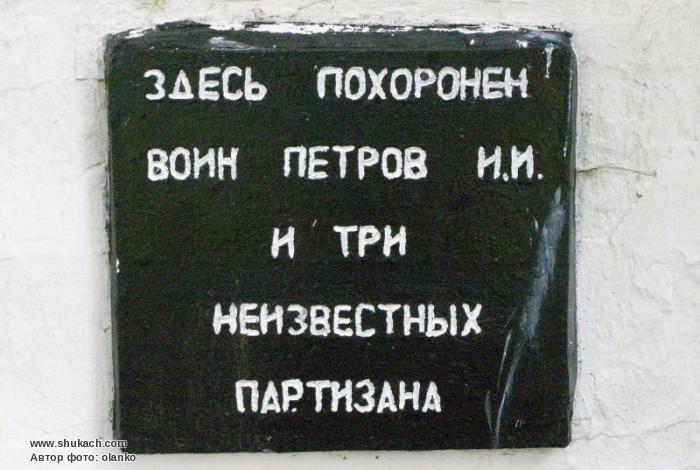 ЗДЕСЬ ПОХОРОНЕН
ВОИН ПЕТРОВ И.И.
И ТРИ
НЕИЗВЕСТНЫХ
ПАРТИЗАНА
www.shukach.com
Автор фото: olanko